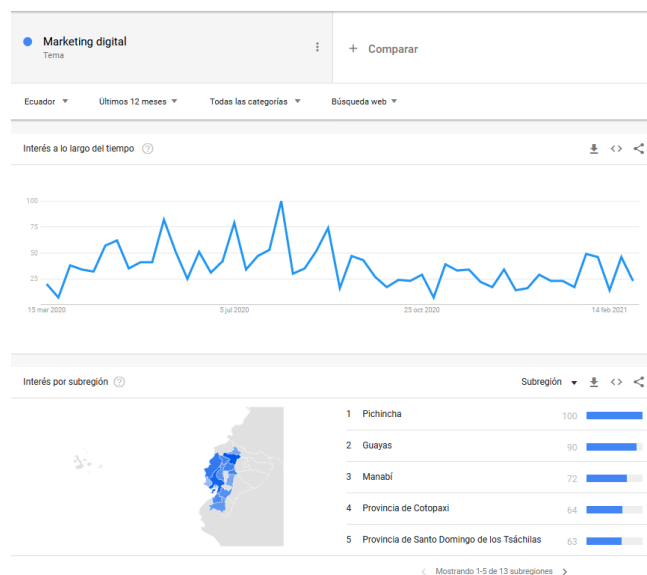 Marketing digital
Tema
+ Comparar
Ecuador
Últimos 12 meses
Todas las categorías
Búsqueda web
Interés a lo largo del tiempo
100
75
50
25
15 mar 2020
5 jul 2020
25 oct 2020
14 feb 2021
Interés por subregión
Subregión
1 Pichincha 100
2 Guayas 90
3 Manabí 72
4 Provincia de Cotopaxi 64
5 Provincia de Santo Domingo de los Tsáchilas 63
Mostrando 1-5 de 13 subregiones